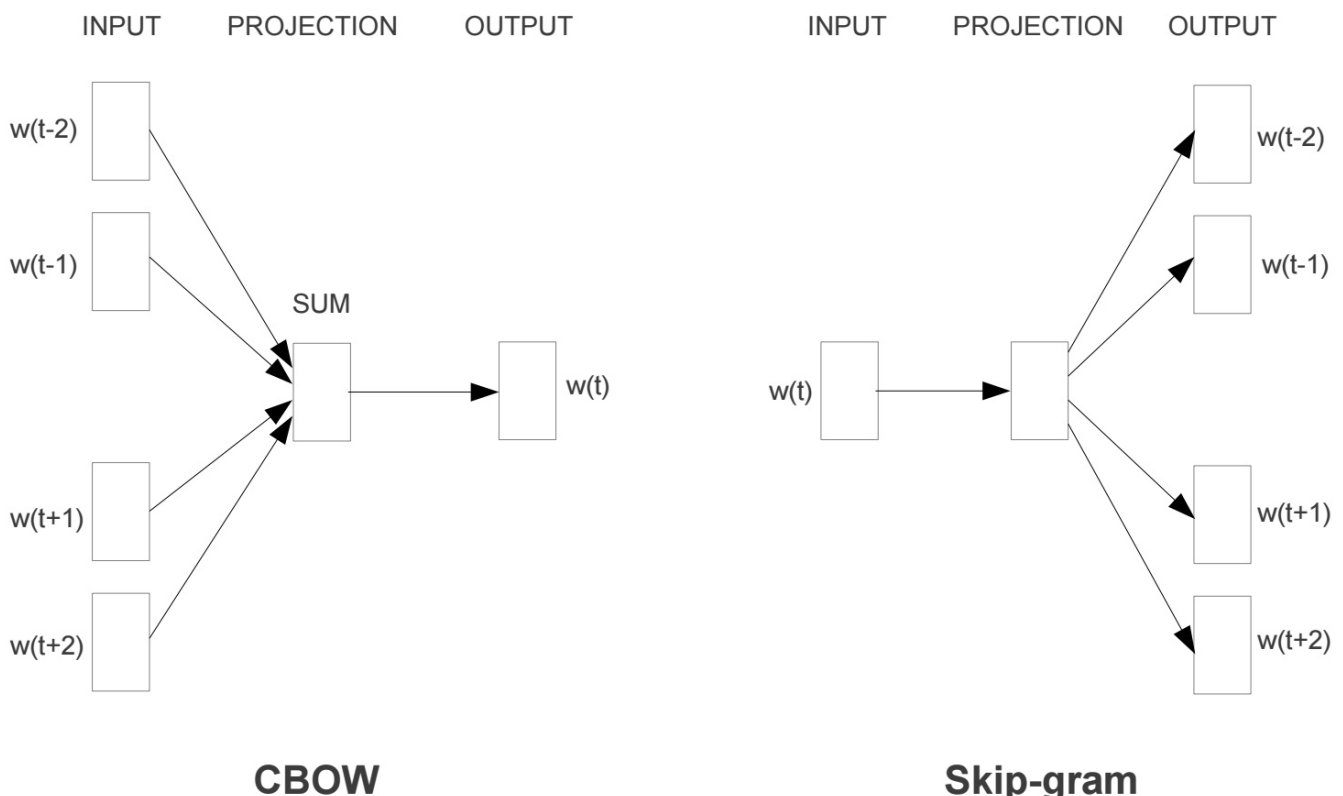 INPUT PROJECTION OUTPUT
w(t-2)
w(t-1)
SUM
w(t)
w(t+1)
w(t+2)
CBOW
INPUT PROJECTION OUTPUT
w(t-2)
w(t-1)
w(t)
w(t+1)
w(t+2)
Skip-gram